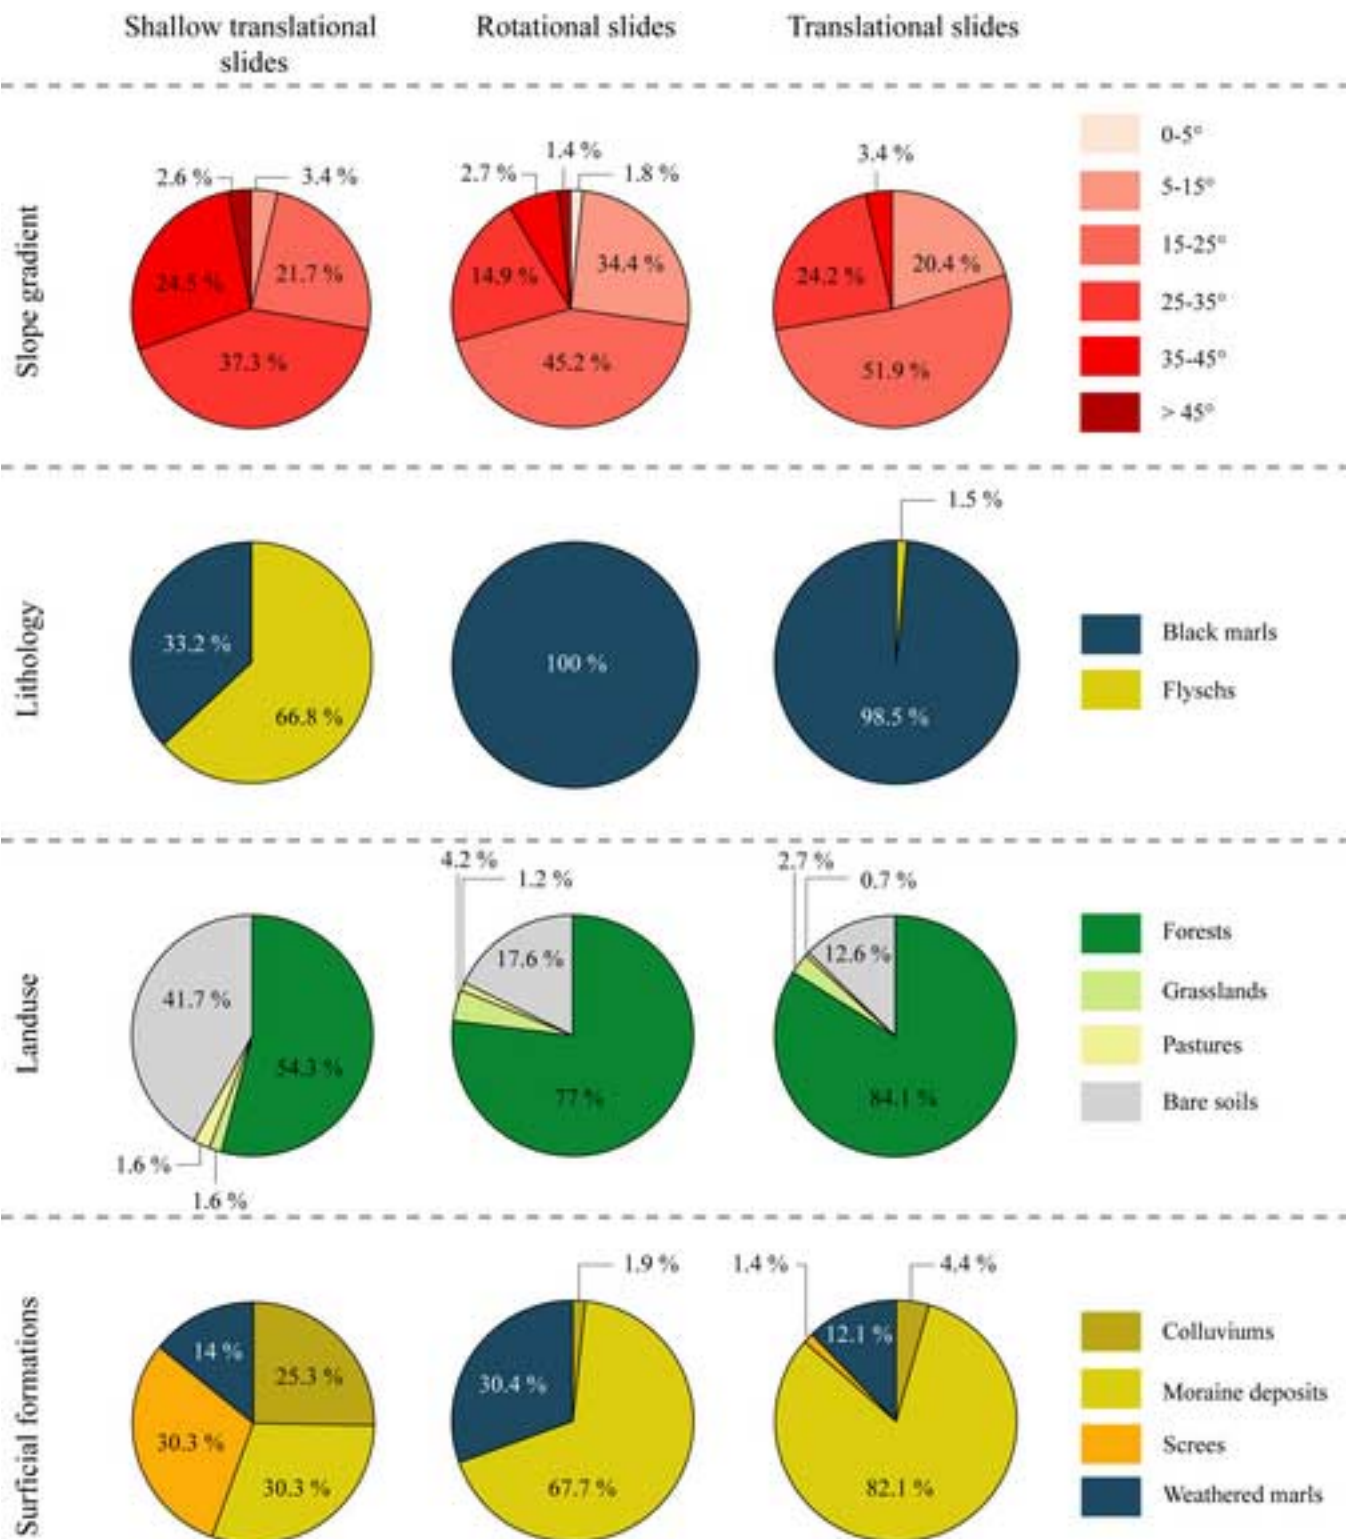 Shallow translational
slides
Rotational slides
Translational slides
Slope gradient
2.6 %
3.4 %
24.5 %
21.7 %
37.3 %
1.4 %
2.7 %
1.8 %
34.4 %
14.9 %
45.2 %
3.4 %
24.2 %
20.4 %
51.9 %
0-5°
5-15°
15-25°
25-35°
35-45°
> 45°
Lithology
33.2 %
66.8 %
100 %
1.5 %
98.5 %
Black marls
Flyschs
Landuse
41.7 %
54.3 %
1.6 %
1.6 %
4.2 %
1.2 %
17.6 %
77 %
2.7 %
0.7 %
12.6 %
84.1 %
Forests
Grasslands
Pastures
Bare soils
Surficial formations
14 %
25.3 %
30.3 %
30.3 %
1.9 %
30.4 %
67.7 %
1.4 %
4.4 %
12.1 %
82.1 %
Colluviums
Moraine deposits
Screes
Weathered marls